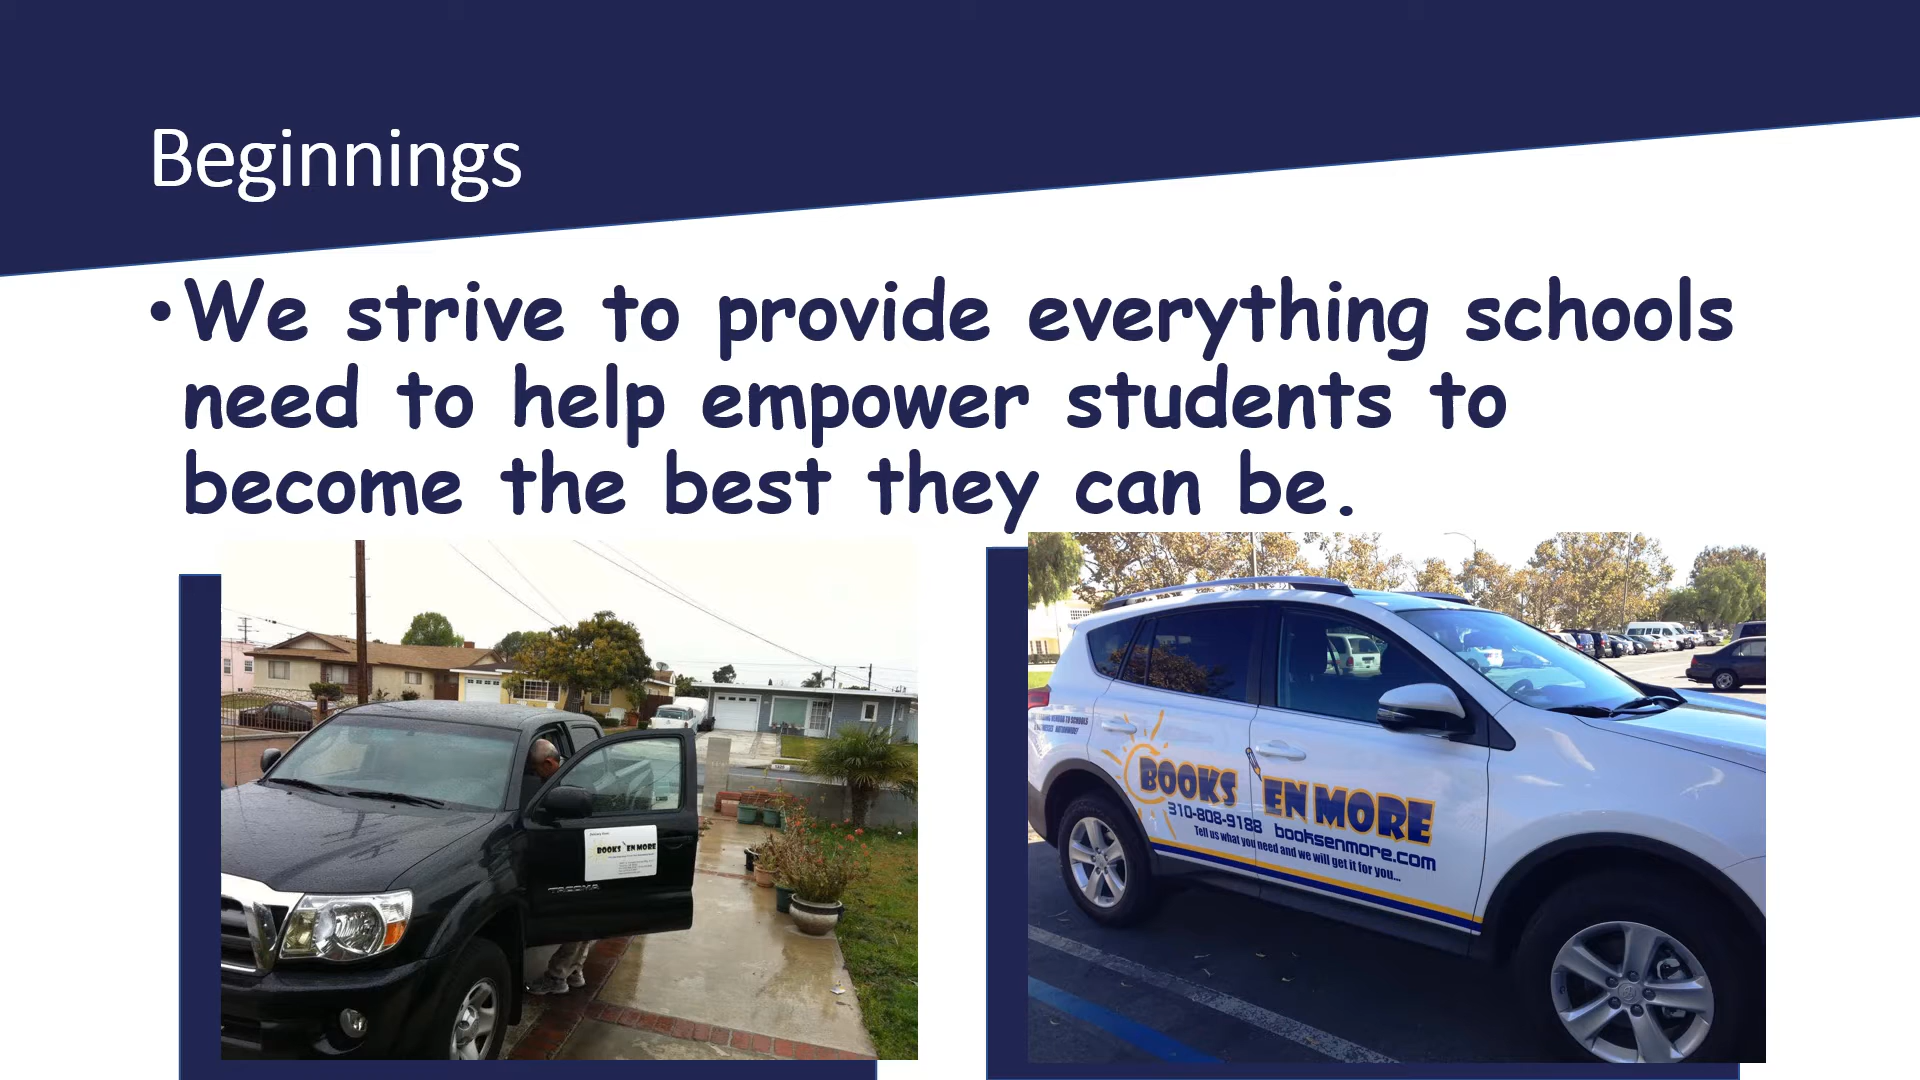 Beginnings
• We strive to provide everything schools
need to help empower students to
become the best they can be.
BOOKS EN MORE
TACOMA
BOOKS EN MORE
310-808-9188 booksenmore.com
Tell us what you need and we will get it for you...